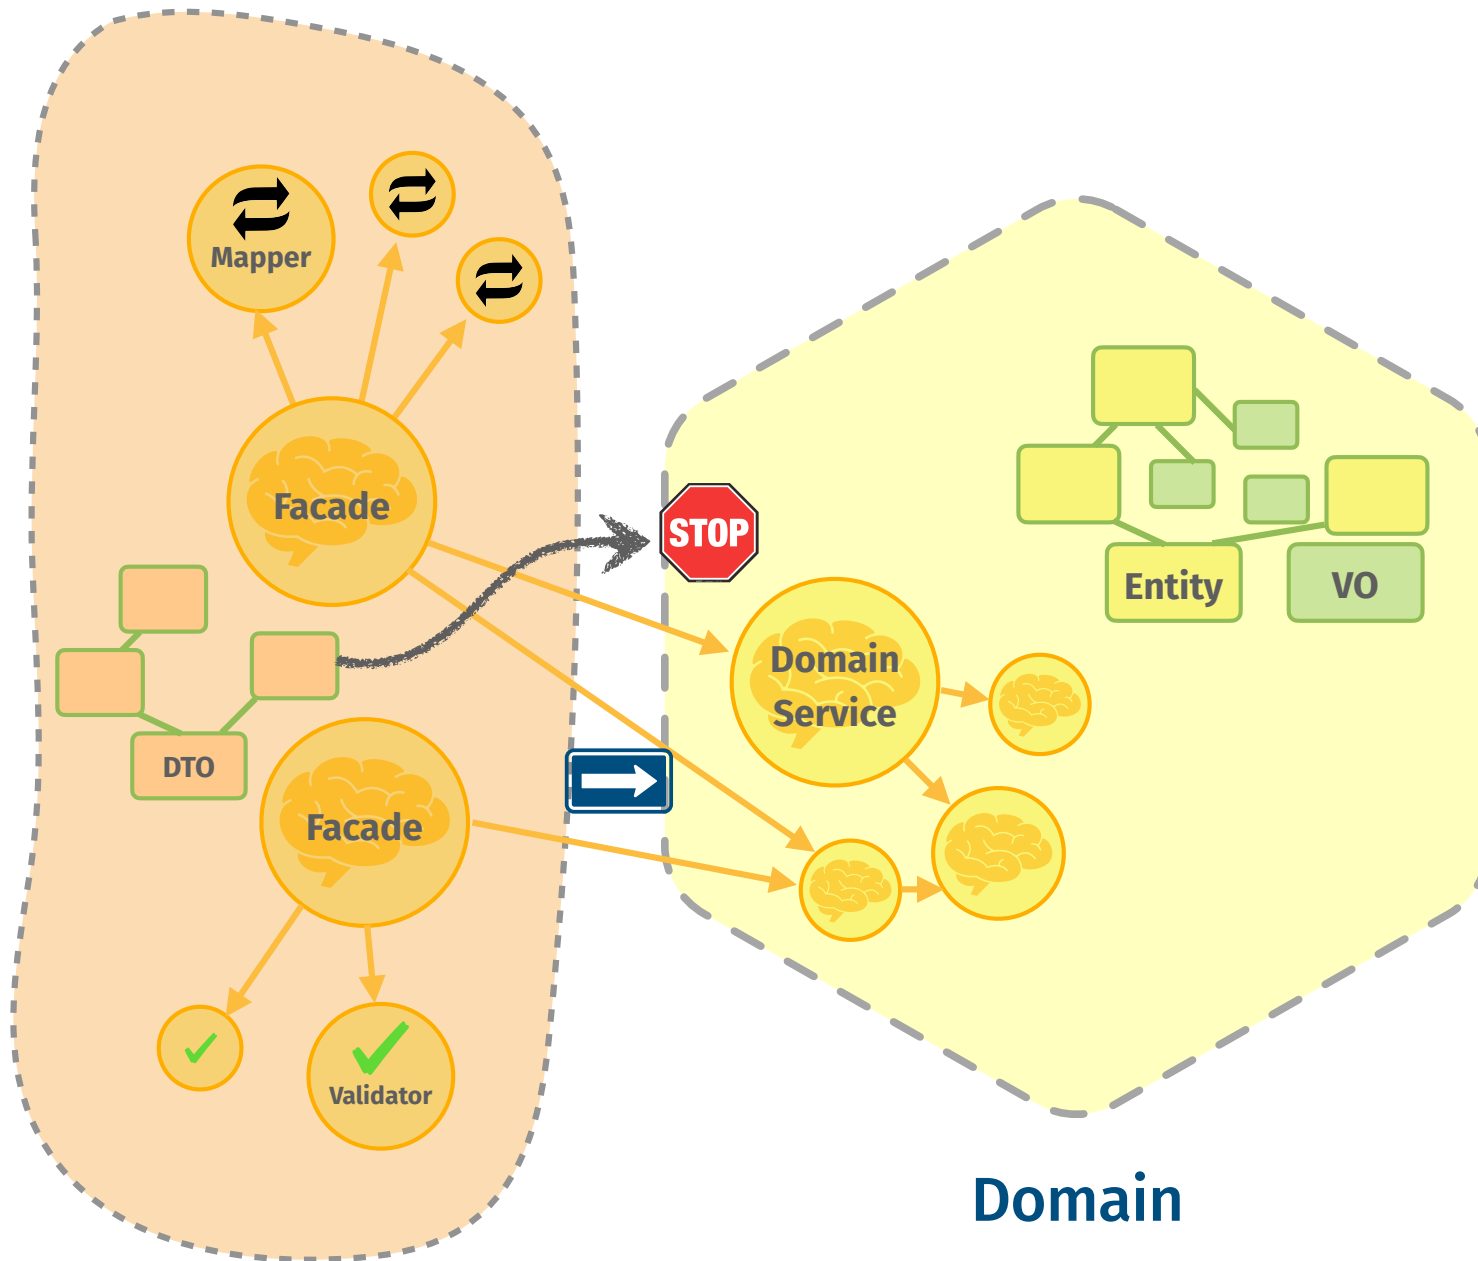 Mapper
Facade
STOP
Entity
VO
Domain
Service
DTO
Facade
Validator
Domain